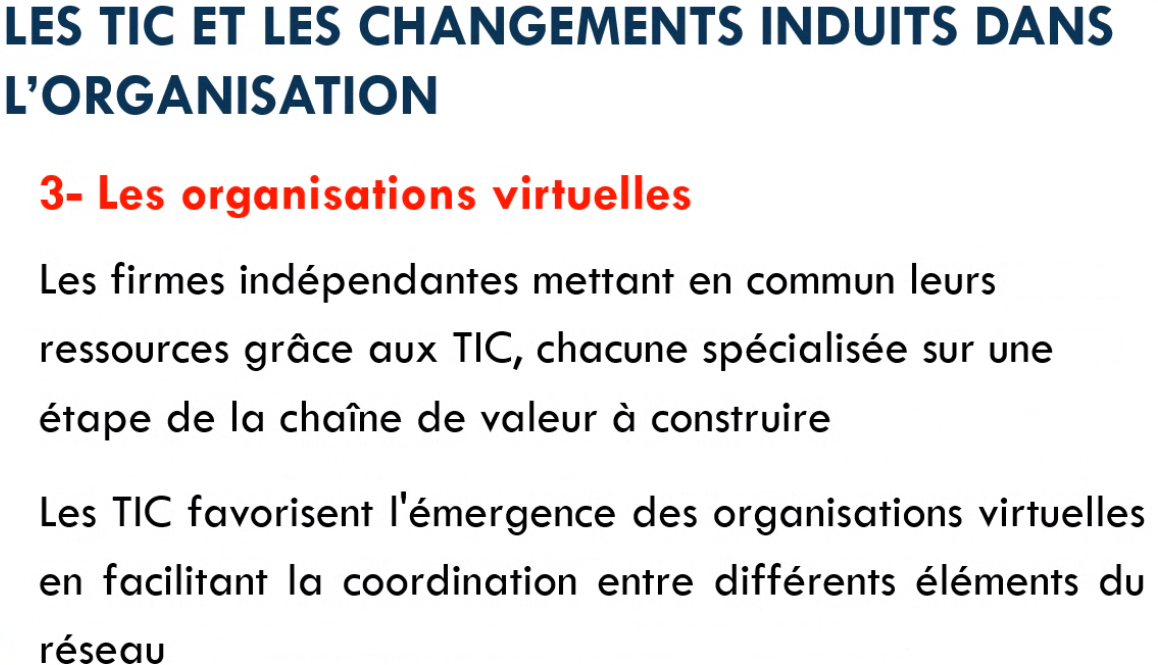 LES TIC ET LES CHANGEMENTS INDUITS DANS
L’ORGANISATION
3- Les organisations virtuelles
Les firmes indépendantes mettant en commun leurs
ressources grâce aux TIC, chacune spécialisée sur une
étape de la chaîne de valeur à construire
Les TIC favorisent l'émergence des organisations virtuelles
en facilitant la coordination entre différents éléments du
réseau